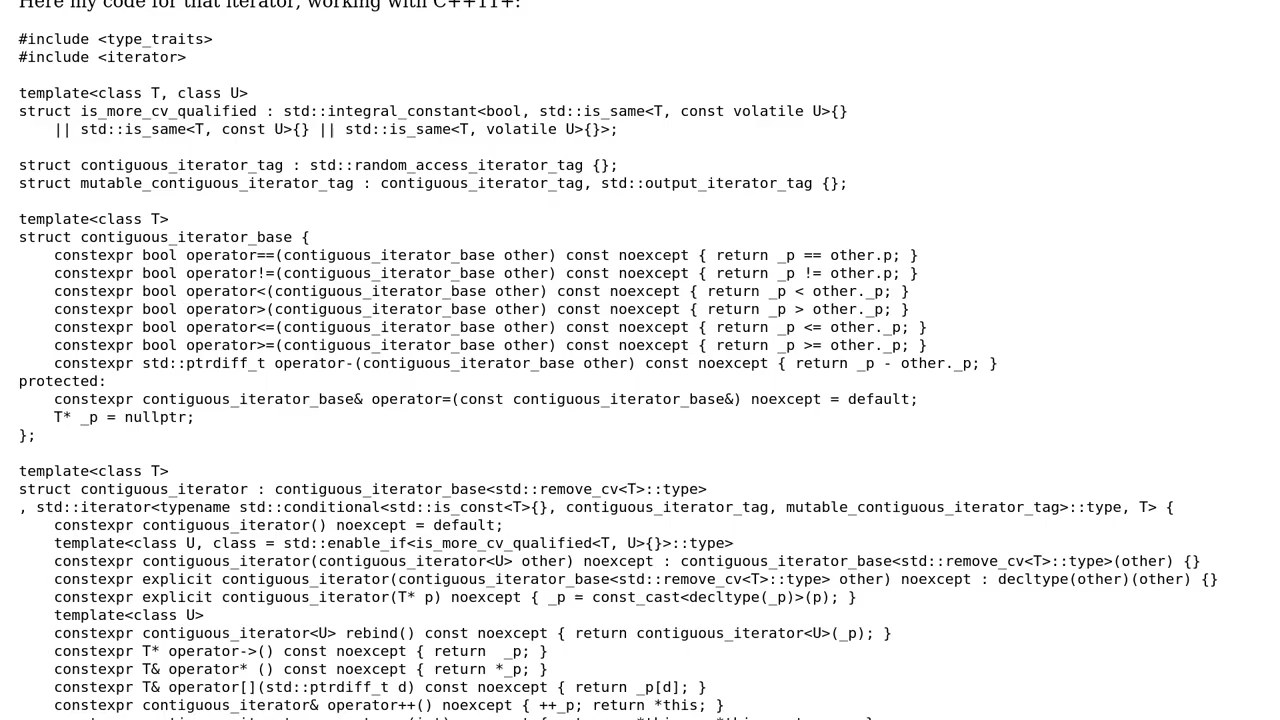 Here my code for that iterator, working with C++11+:
#include <type_traits>
#include <iterator>
template<class T, class U>
struct is_more_cv_qualified : std::integral_constant<bool, std::is_same<T, const volatile U>{}
|| std::is_same<T, const U>{} || std::is_same<T, volatile U>{}>;
struct contiguous_iterator_tag : std::random_access_iterator_tag {};
struct mutable_contiguous_iterator_tag : contiguous_iterator_tag, std::output_iterator_tag {};
template<class T>
struct contiguous_iterator_base {
constexpr bool operator==(contiguous_iterator_base other) const noexcept { return _p == other.p; }
constexpr bool operator!=(contiguous_iterator_base other) const noexcept { return _p != other.p; }
constexpr bool operator<(contiguous_iterator_base other) const noexcept { return _p < other._p; }
constexpr bool operator>(contiguous_iterator_base other) const noexcept { return _p > other._p; }
constexpr bool operator<=(contiguous_iterator_base other) const noexcept { return _p <= other._p; }
constexpr bool operator>=(contiguous_iterator_base other) const noexcept { return _p >= other._p; }
constexpr std::ptrdiff_t operator-(contiguous_iterator_base other) const noexcept { return _p - other._p; }
protected:
constexpr contiguous_iterator_base& operator=(const contiguous_iterator_base&) noexcept = default;
T* _p = nullptr;
};
template<class T>
struct contiguous_iterator : contiguous_iterator_base<std::remove_cv<T>::type>
, std::iterator<typename std::conditional<std::is_const<T>{}, contiguous_iterator_tag, mutable_contiguous_iterator_tag>::type, T> {
constexpr contiguous_iterator() noexcept = default;
template<class U, class = std::enable_if<is_more_cv_qualified<T, U>{}>::type>
constexpr contiguous_iterator(contiguous_iterator<U> other) noexcept : contiguous_iterator_base<std::remove_cv<T>::type>(other) {}
constexpr explicit contiguous_iterator(contiguous_iterator_base<std::remove_cv<T>::type> other) noexcept : decltype(other)(other) {}
constexpr explicit contiguous_iterator(T* p) noexcept { _p = const_cast<decltype(_p)>(p); }
template<class U>
constexpr contiguous_iterator<U> rebind() const noexcept { return contiguous_iterator<U>(_p); }
constexpr T* operator->() const noexcept { return  _p; }
constexpr T& operator* () const noexcept { return *_p; }
constexpr T& operator[](std::ptrdiff_t d) const noexcept { return _p[d]; }
constexpr contiguous_iterator& operator++() noexcept { ++_p; return *this; }